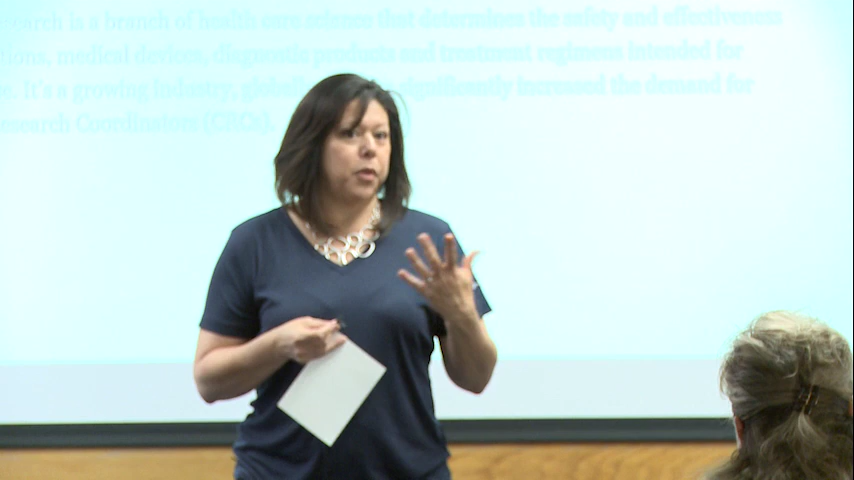 search is a branch of health care science that determines the safety and effectiveness
tions, medical devices, diagnostic products and treatment regimens intended for
It's a growing industry, significantly increased the demand for
esearch Coordinators (CRCs).